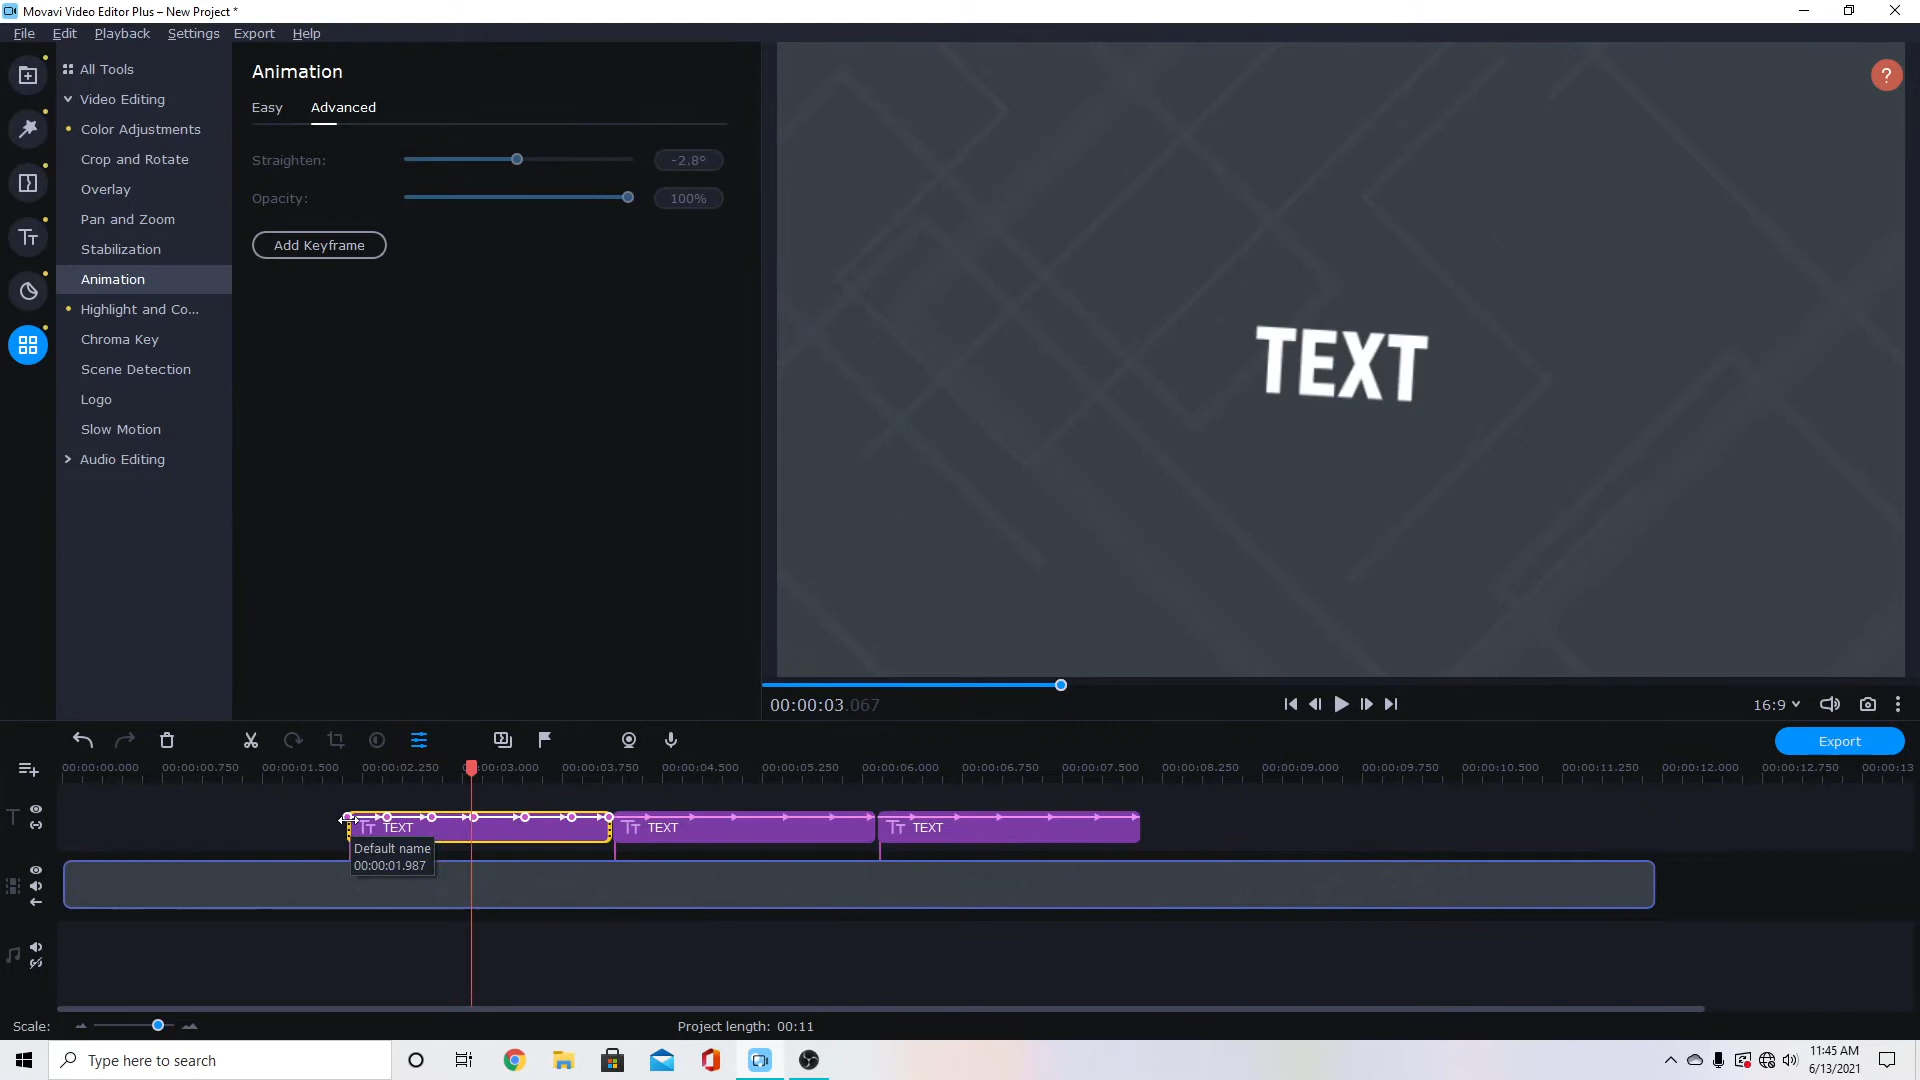 Movavi Video Editor Plus – New Project *
File Edit Playback Settings Export Help
All Tools
Video Editing
Color Adjustments
Crop and Rotate
Overlay
Pan and Zoom
Stabilization
Animation
Highlight and Co...
Chroma Key
Scene Detection
Logo
Slow Motion
Audio Editing
Animation
Easy Advanced
Straighten: -2.8°
Opacity: 100%
Add Keyframe
?
TEXT
00:00:03.067
16:9
Export
00:00:00.000 00:00:00.750 00:00:01.500 00:00:02.250 00:00:03.000 00:00:03.750 00:00:04.500 00:00:05.250 00:00:06.000 00:00:06.750 00:00:07.500 00:00:08.250 00:00:09.000 00:00:09.750 00:00:10.500 00:00:11.250 00:00:12.000 00:00:12.750 00:00:13
Tт TEXT Tт TEXT Tт TEXT
Default name
00:00:01.987
Scale:
Project length: 00:11
Type here to search
11:45 AM
6/13/2021